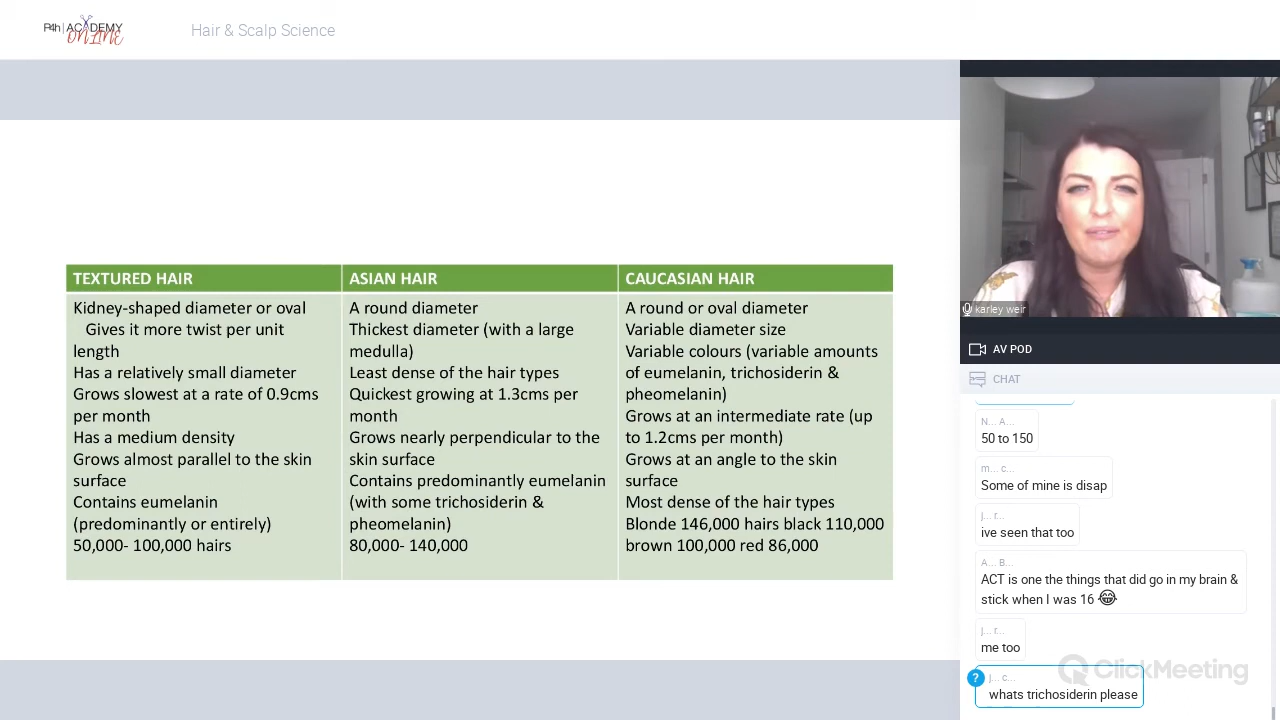 P4h | ACADEMY
ONLINE
Hair & Scalp Science
TEXTURED HAIR
Kidney-shaped diameter or oval
Gives it more twist per unit
length
Has a relatively small diameter
Grows slowest at a rate of 0.9cms
per month
Has a medium density
Grows almost parallel to the skin
surface
Contains eumelanin
(predominantly or entirely)
50,000- 100,000 hairs
ASIAN HAIR
A round diameter
Thickest diameter (with a large
medulla)
Least dense of the hair types
Quickest growing at 1.3cms per
month
Grows nearly perpendicular to the
skin surface
Contains predominantly eumelanin
(with some trichosiderin &
pheomelanin)
80,000- 140,000
CAUCASIAN HAIR
A round or oval diameter
Variable diameter size
Variable colours (variable amounts
of eumelanin, trichosiderin &
pheomelanin)
Grows at an intermediate rate (up
to 1.2cms per month)
Grows at an angle to the skin
surface
Most dense of the hair types
Blonde 146,000 hairs black 110,000
brown 100,000 red 86,000
karley weir
AV POD
CHAT
N... A...
50 to 150
m... c...
Some of mine is disap
j... r...
ive seen that too
A... B...
ACT is one the things that did go in my brain &
stick when I was 16 😂
j... r...
me too
ClickMeeting
?
j... c...
whats trichosiderin please